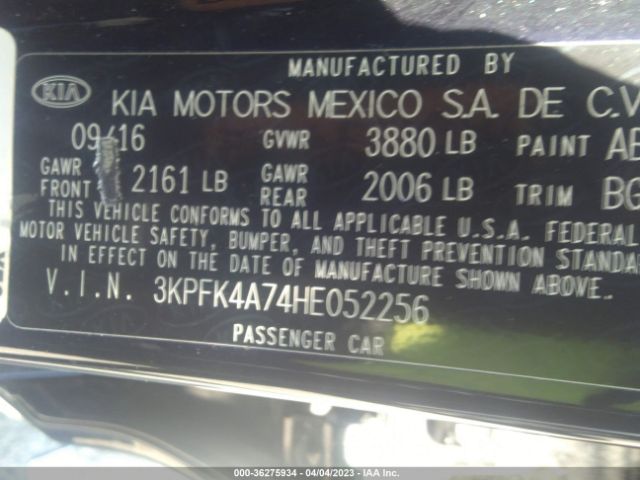 MANUFACTURED BY
KIA KIA MOTORS MEXICO S.A. DE C.V
09/16 GVWR 3880 LB PAINT AB
GAWR FRONT 2161 LB GAWR REAR 2006 LB TRIM BG
THIS VEHICLE CONFORMS TO ALL APPLICABLE U.S.A. FEDERAL
MOTOR VEHICLE SAFETY, BUMPER, AND THEFT PREVENTION STANDA
IN EFFECT ON THE DATE OF MANUFACTURE SHOWN ABOVE.
V.I.N. 3KPFK4A74HE052256
PASSENGER CAR
000-36275934 - 04/04/2023 - IAA Inc.